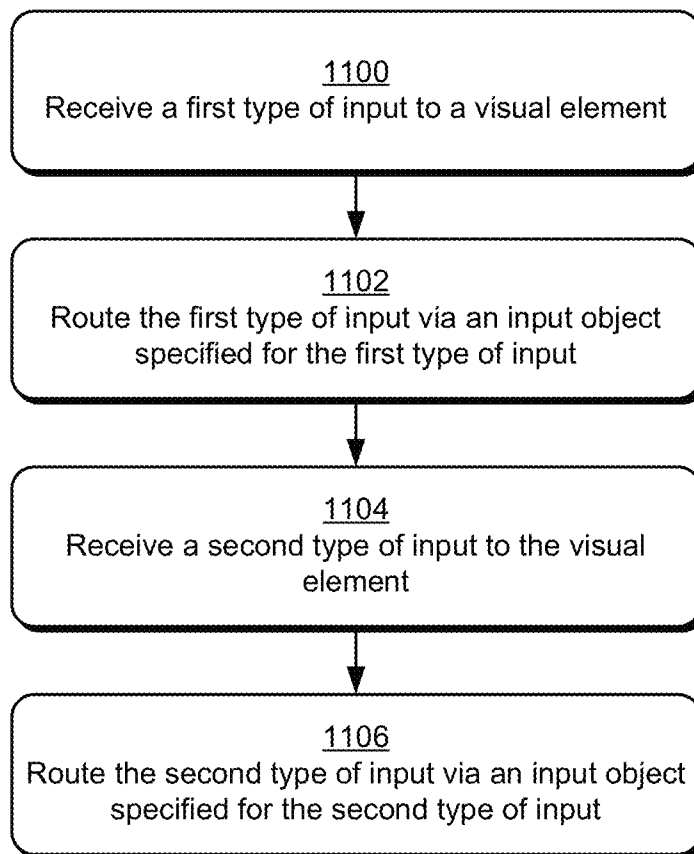 1100
Receive a first type of input to a visual element
1102
Route the first type of input via an input object
specified for the first type of input
1104
Receive a second type of input to the visual
element
1106
Route the second type of input via an input object
specified for the second type of input